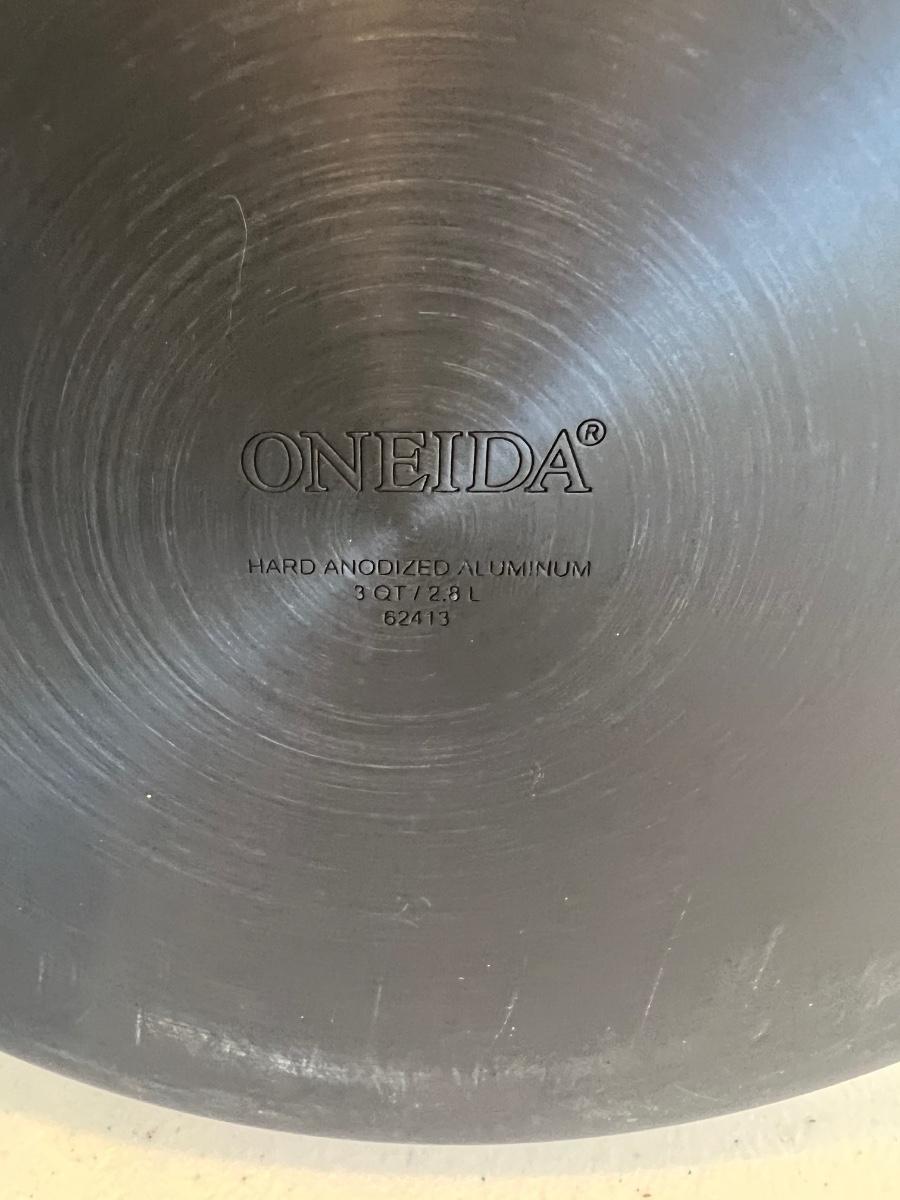 ONEIDA®
HARD ANODIZED ALUMINUM
3 QT / 2.8 L
62413